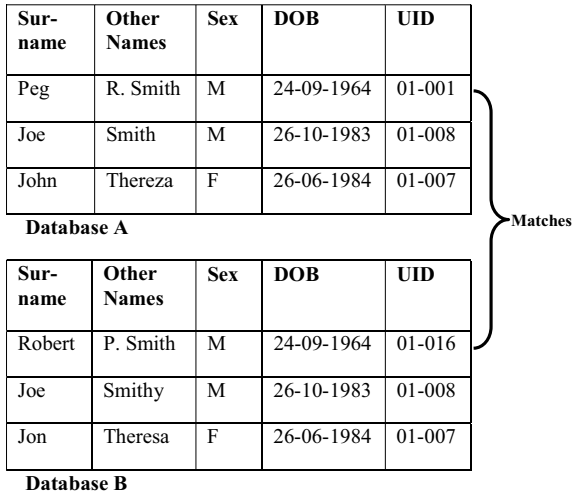 Sur- Other Sex DOB UID
name Names
Peg R. Smith M 24-09-1964 01-001
Joe Smith M 26-10-1983 01-008
John Thereza F 26-06-1984 01-007
Database A
Matches
Sur- Other Sex DOB UID
name Names
Robert P. Smith M 24-09-1964 01-016
Joe Smithy M 26-10-1983 01-008
Jon Theresa F 26-06-1984 01-007
Database B